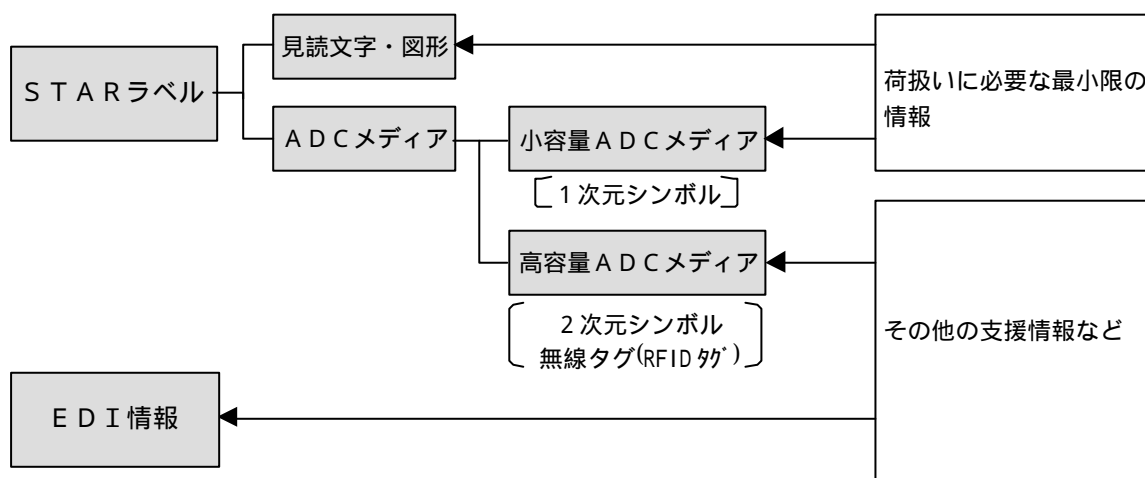 見読文字・図形
STARラベル
荷扱いに必要な最小限の
情報
ADCメディア
小容量ADCメディア
1次元シンボル
高容量ADCメディア
2次元シンボル
無線タグ(RFIDタグ)
その他の支援情報など
EDI情報